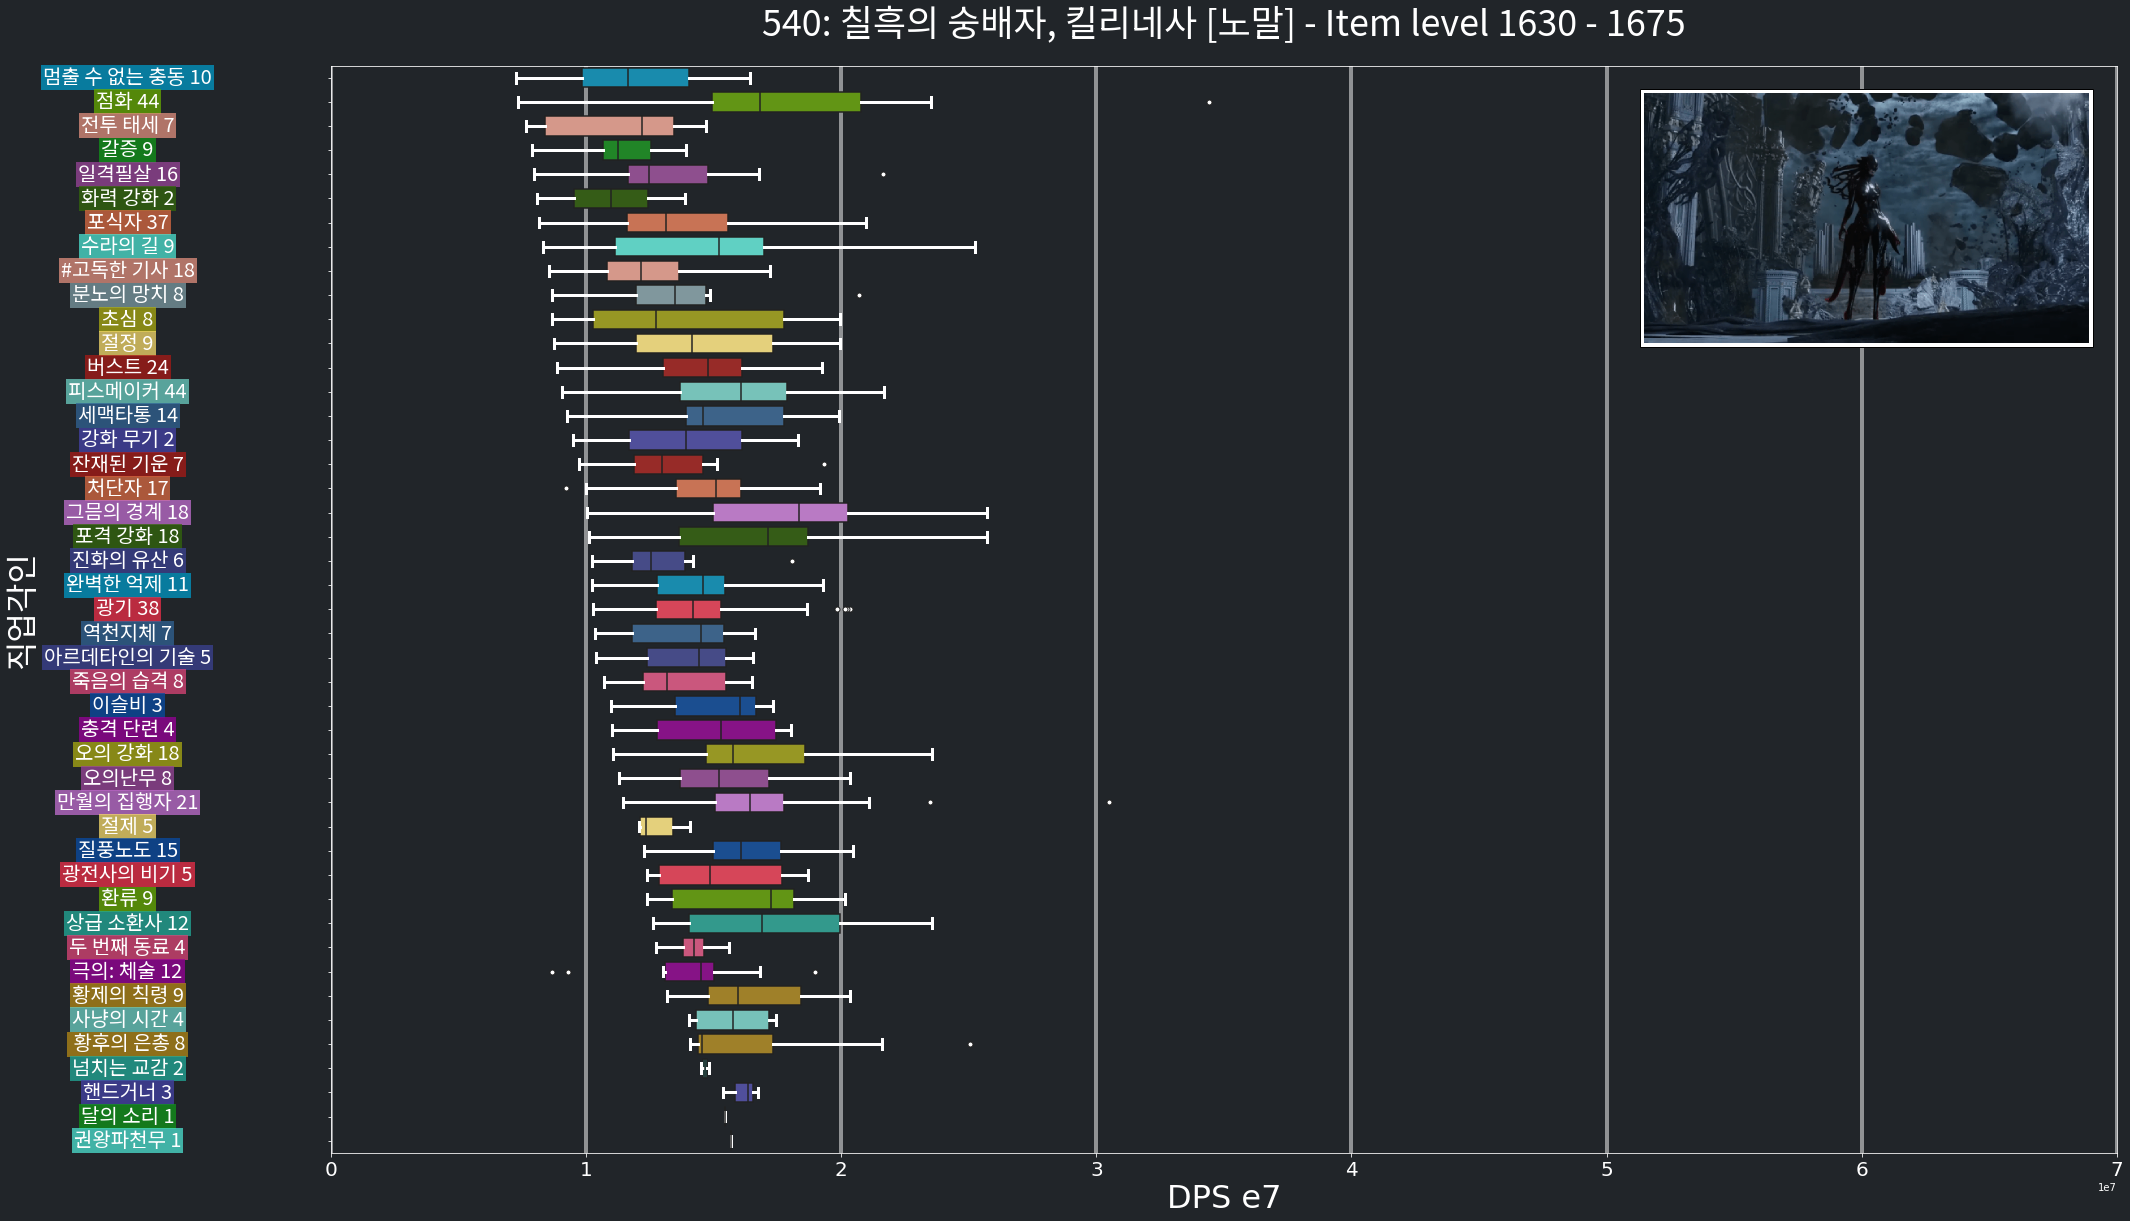 540: 칠흑의 숭배자, 킬리네사 [노말] - Item level 1630 - 1675
직업각인
멈출 수 없는 충동 10
점화 44
전투 태세 7
갈증 9
일격필살 16
화력 강화 2
포식자 37
수라의 길 9
#고독한 기사 18
분노의 망치 8
초심 8
절정 9
버스트 24
피스메이커 44
세맥타통 14
강화 무기 2
잔재된 기운 7
처단자 17
그믐의 경계 18
포격 강화 18
진화의 유산 6
완벽한 억제 11
광기 38
역천지체 7
아르데타인의 기술 5
죽음의 습격 8
이슬비 3
충격 단련 4
오의 강화 18
오의난무 8
만월의 집행자 21
절제 5
질풍노도 15
광전사의 비기 5
환류 9
상급 소환사 12
두 번째 동료 4
극의: 체술 12
황제의 칙령 9
사냥의 시간 4
황후의 은총 8
넘치는 교감 2
핸드거너 3
달의 소리 1
권왕파천무 1
0 1 2 3 4 5 6 7
1e7
DPS e7